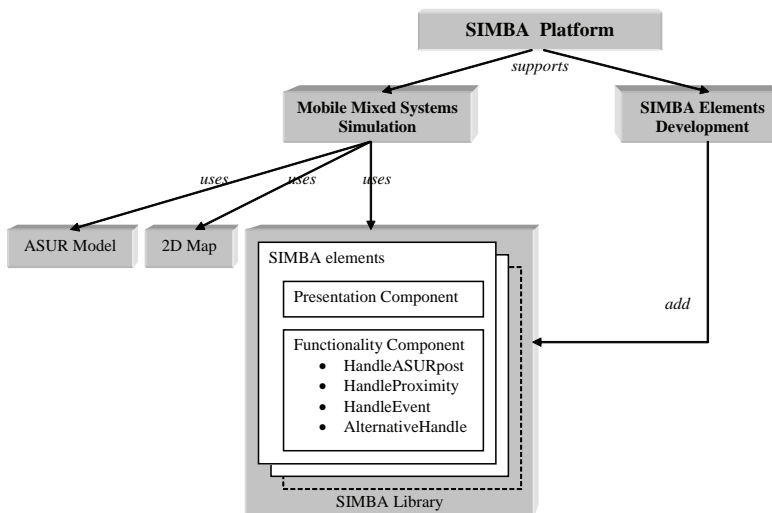 SIMBA Platform
supports
Mobile Mixed Systems
Simulation
SIMBA Elements
Development
uses
uses
uses
ASUR Model
2D Map
SIMBA elements
Presentation Component
Functionality Component
• HandleASURpost
• HandleProximity
• HandleEvent
• AlternativeHandle
add
SIMBA Library